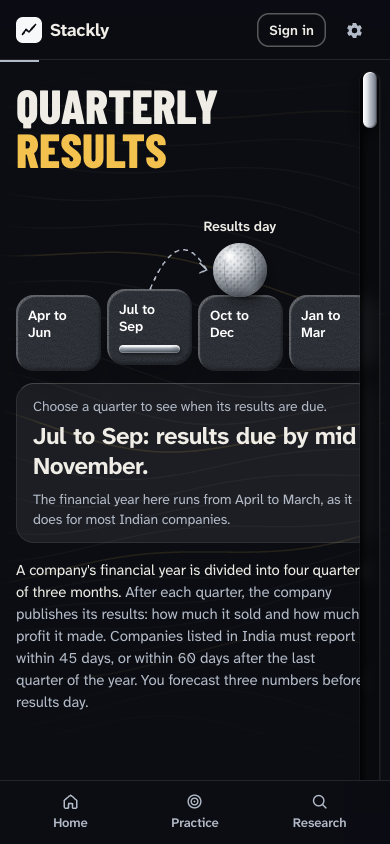 Stackly
Sign in
QUARTERLY
RESULTS
Results day
Apr to
Jun
Jul to
Sep
Oct to
Dec
Jan to
Mar
Choose a quarter to see when its results are due.
Jul to Sep: results due by mid
November.
The financial year here runs from April to March, as it
does for most Indian companies.
A company's financial year is divided into four quarter
of three months. After each quarter, the company
publishes its results: how much it sold and how much
profit it made. Companies listed in India must report
within 45 days, or within 60 days after the last
quarter of the year. You forecast three numbers before
results day.
Home
Practice
Research